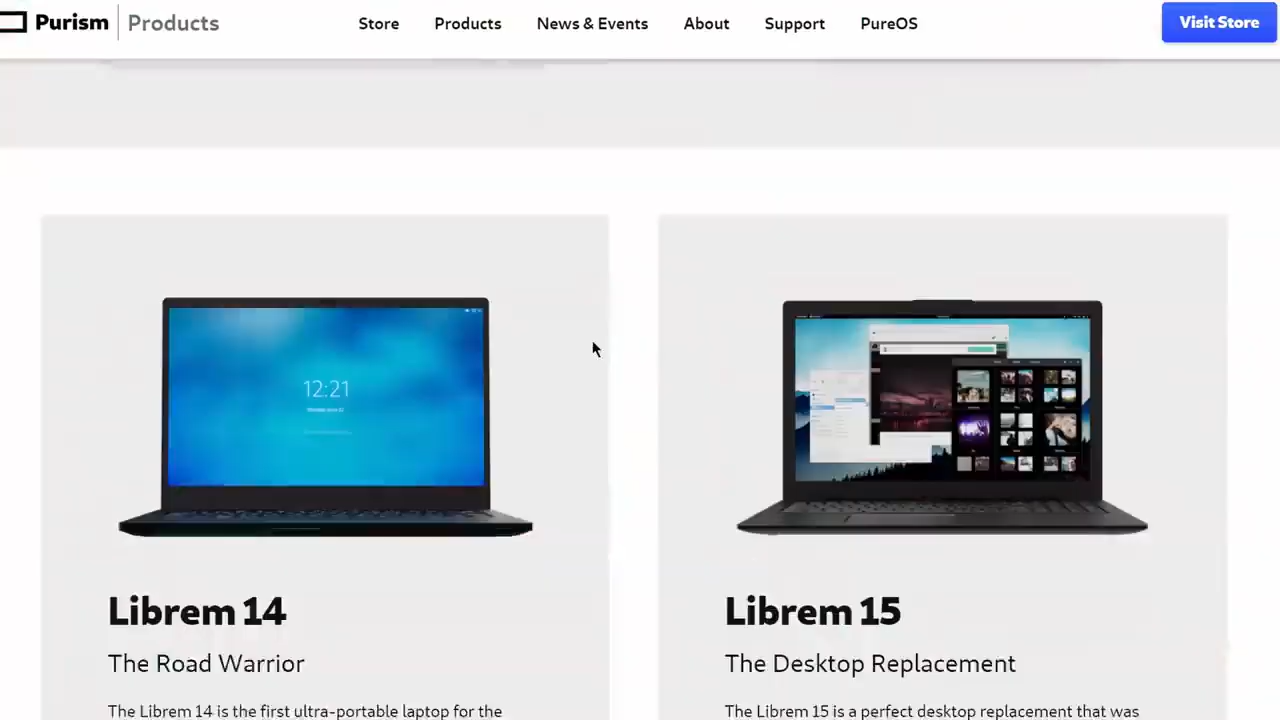 Purism Products
Store Products News & Events About Support PureOS
Visit Store
12:21
Librem 14
The Road Warrior
The Librem 14 is the first ultra-portable laptop for the
Librem 15
The Desktop Replacement
The Librem 15 is a perfect desktop replacement that was